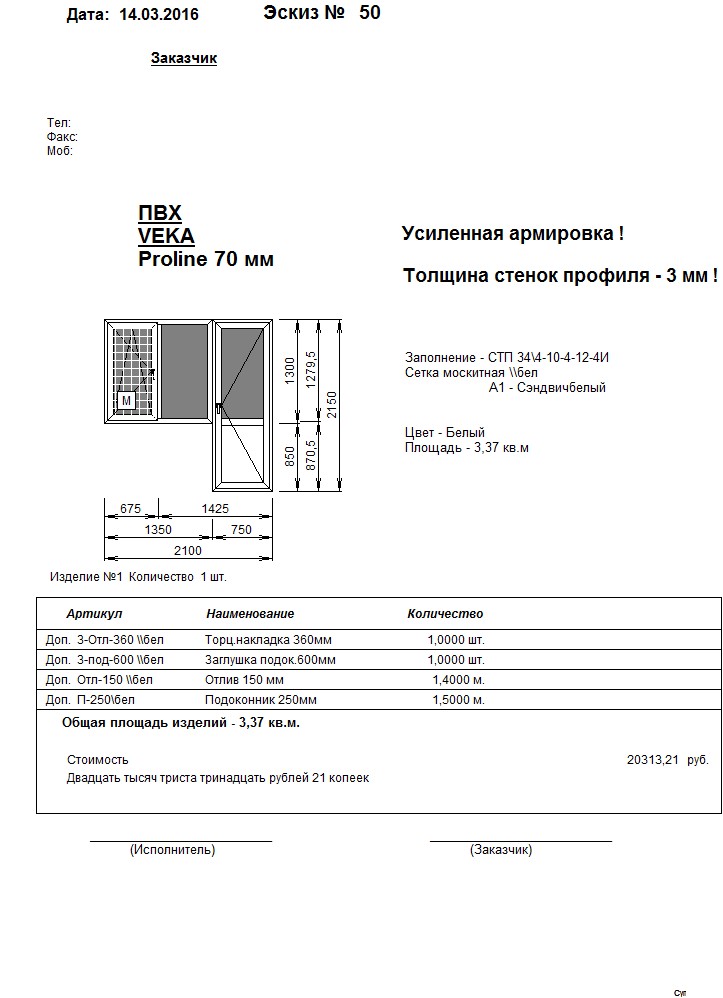 Дата: 14.03.2016 Эскиз № 50
Заказчик
Тел:
Факс:
Моб:
ПВХ
VEKA
Proline 70 мм
Усиленная армировка !
Толщина стенок профиля - 3 мм !
Заполнение - СТП 34\4-10-4-12-4И
Сетка москитная \\бел
А1 - Сэндвичбелый
Цвет - Белый
Площадь - 3,37 кв.м
М
1300
1279,5
2150
850
870,5
675 1425
1350 750
2100
Изделие №1 Количество 1 шт.
Артикул Наименование Количество
Доп. З-Отл-360 \\бел Торц.накладка 360мм 1,0000 шт.
Доп. З-под-600 \\бел Заглушка подок.600мм 1,0000 шт.
Доп. Отл-150 \\бел Отлив 150 мм 1,4000 м.
Доп. П-250\бел Подоконник 250мм 1,5000 м.
Общая площадь изделий - 3,37 кв.м.
Стоимость 20313,21 руб.
Двадцать тысяч триста тринадцать рублей 21 копеек
(Исполнитель) (Заказчик)